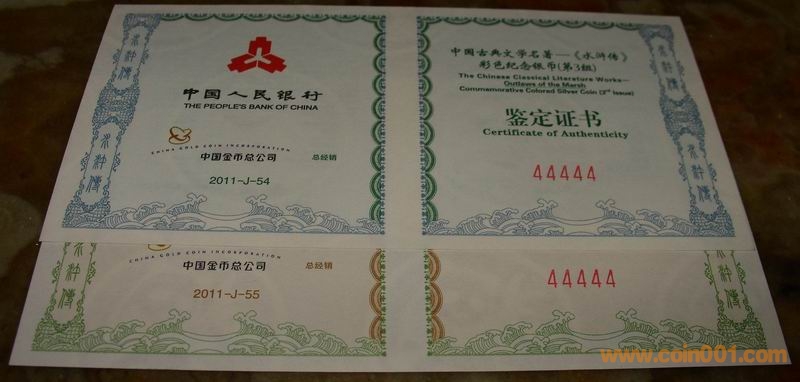 水浒传
中国人民银行
THE PEOPLE'S BANK OF CHINA
CHINA GOLD COIN INCORPORATION
中国金币总公司 总经销
2011-J-54
中国古典文学名著—《水浒传》
彩色纪念银币(第3组)
The Chinese Classical Literature Works—
Outlaws of the Marsh
Commemorative Colored Silver Coin (3rd Issue)
鉴定证书
Certificate of Authenticity
44444
水浒传
水浒传
水浒传
CHINA GOLD COIN INCORPORATION
中国金币总公司 总经销
2011-J-55
44444
水浒传
www.coin001.com